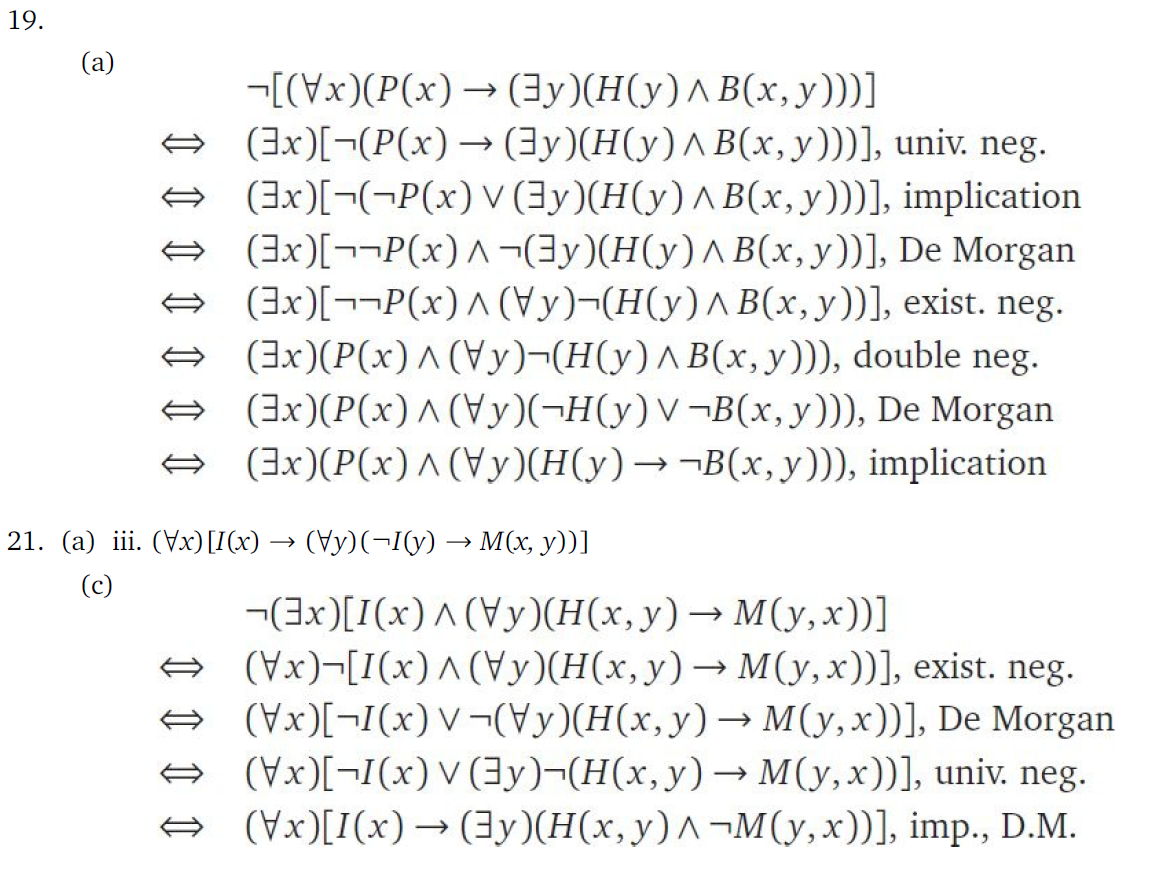 19.
(a)
¬[(∀x)(P(x) → (∃y)(H(y) ∧ B(x, y)))]
⟺ (∃x)[¬(P(x) → (∃y)(H(y) ∧ B(x, y)))], univ. neg.
⟺ (∃x)[¬(¬P(x) ∨ (∃y)(H(y) ∧ B(x, y)))], implication
⟺ (∃x)[¬¬P(x) ∧ ¬(∃y)(H(y) ∧ B(x, y))], De Morgan
⟺ (∃x)[¬¬P(x) ∧ (∀y)¬(H(y) ∧ B(x, y))], exist. neg.
⟺ (∃x)(P(x) ∧ (∀y)¬(H(y) ∧ B(x, y))), double neg.
⟺ (∃x)(P(x) ∧ (∀y)(¬H(y) ∨ ¬B(x, y))), De Morgan
⟺ (∃x)(P(x) ∧ (∀y)(H(y) → ¬B(x, y))), implication
21. (a) iii. (∀x)[I(x) → (∀y)(¬I(y) → M(x, y))]
(c)
¬(∃x)[I(x) ∧ (∀y)(H(x, y) → M(y, x))]
⟺ (∀x)¬[I(x) ∧ (∀y)(H(x, y) → M(y, x))], exist. neg.
⟺ (∀x)[¬I(x) ∨ ¬(∀y)(H(x, y) → M(y, x))], De Morgan
⟺ (∀x)[¬I(x) ∨ (∃y)¬(H(x, y) → M(y, x))], univ. neg.
⟺ (∀x)[I(x) → (∃y)(H(x, y) ∧ ¬M(y, x))], imp., D.M.